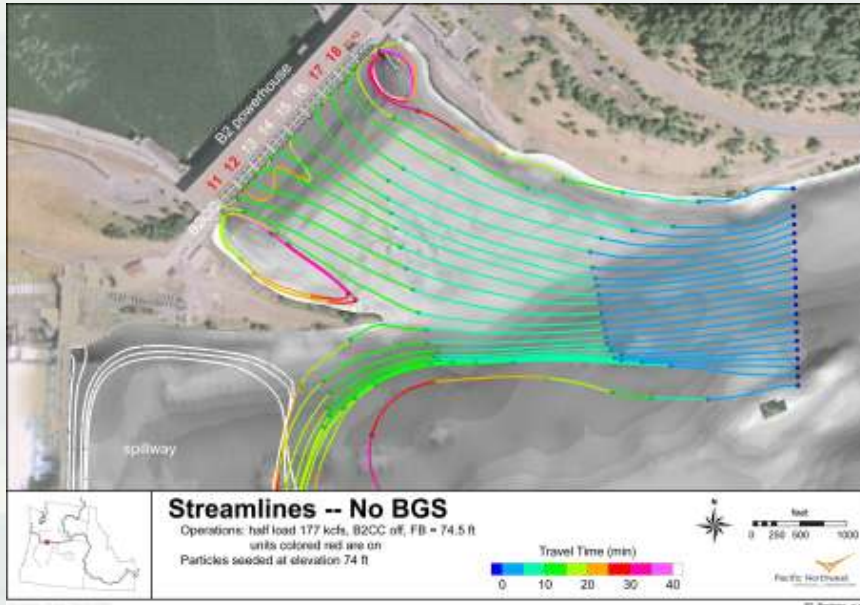 B2 powerhouse
11 12 13 14 15 16 17 18
spillway
Streamlines -- No BGS
Operations: half load 177 kcfs, B2CC off, FB = 74.5 ft
units colored red are on
Particles seeded at elevation 74 ft
Travel Time (min)
0 10 20 30 40
feet
0 250 500 1000
Pacific Northwest